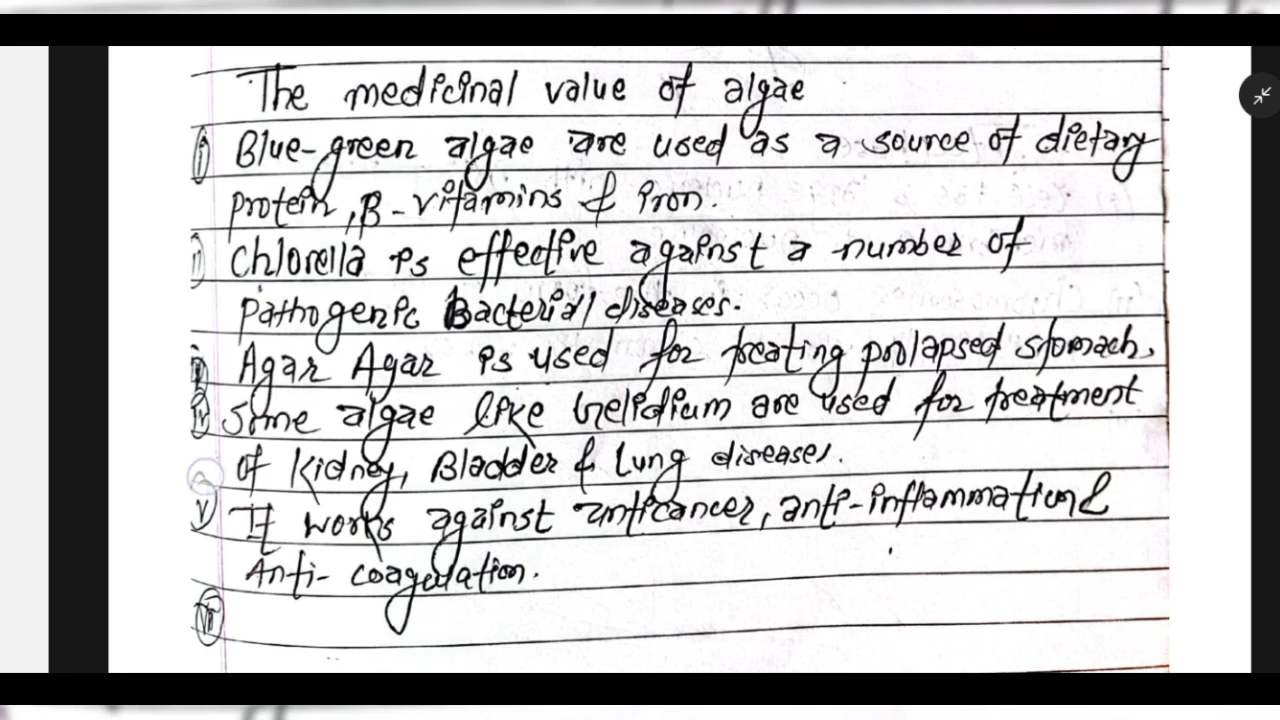 The medicinal value of algae
i) Blue-green algae are used as a source of dietary
protein, B-vitamins & iron.
ii) Chlorella is effective against a number of
pathogenic Bacterial diseases.
iii) Agar Agar is used for treating prolapsed stomach.
iv) Some algae like Gelidium are used for treatment
of Kidney, Bladder & Lung diseases.
v) It works against anticancer, anti-inflammation &
Anti-coagulation.
vi)